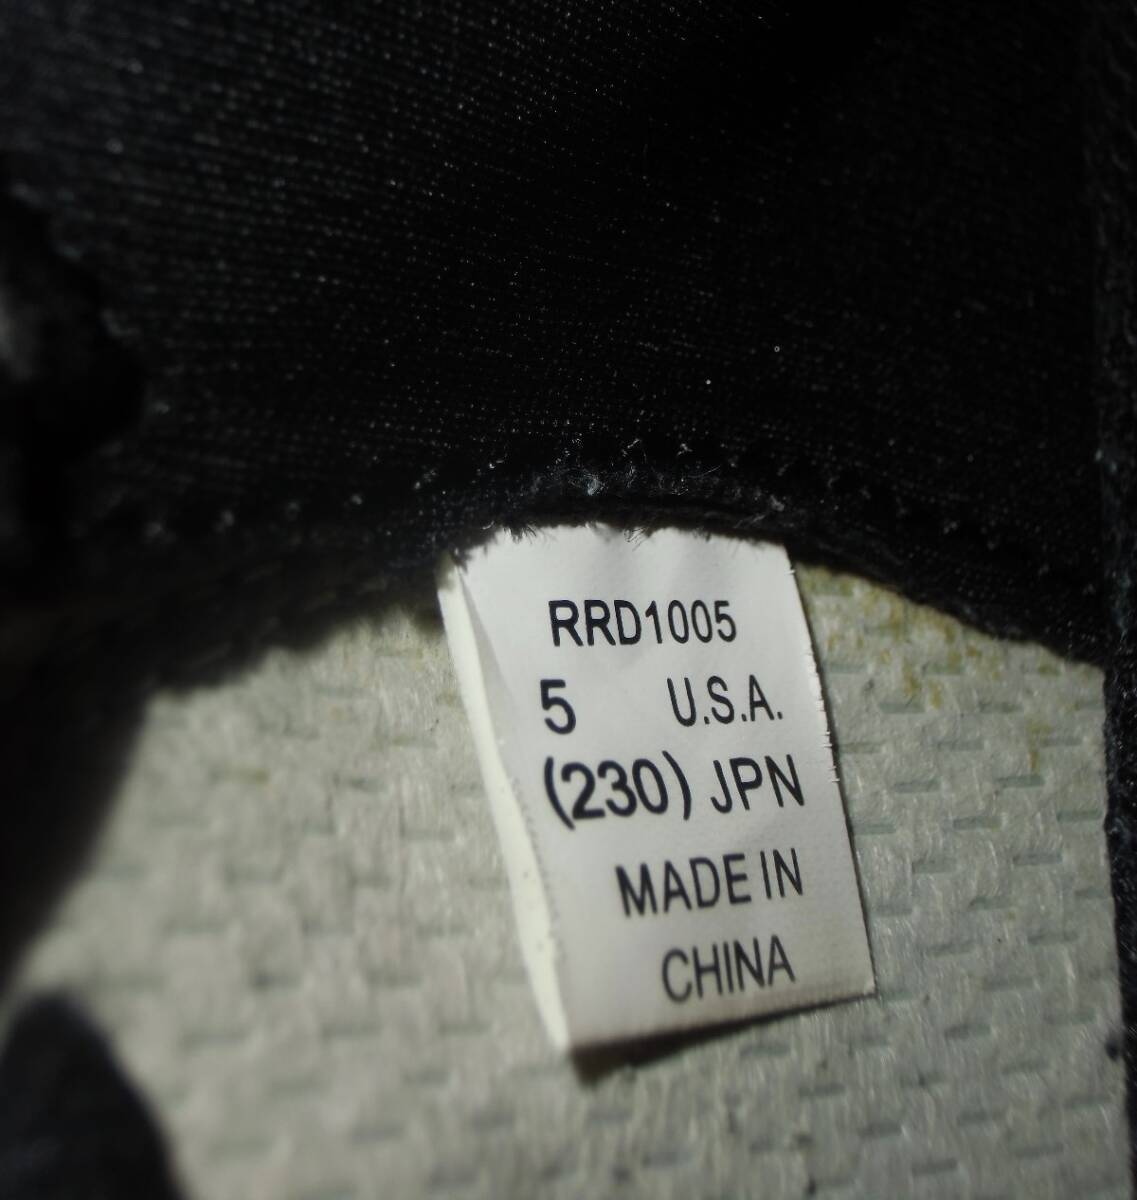 RRD1005
5 U.S.A.
(230) JPN
MADE IN
CHINA